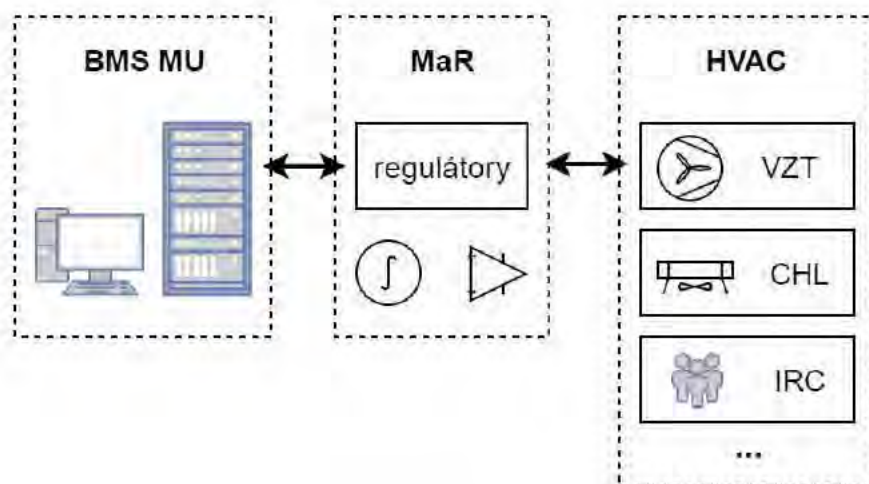 BMS MU
MaR
regulátory
HVAC
VZT
CHL
IRC
...